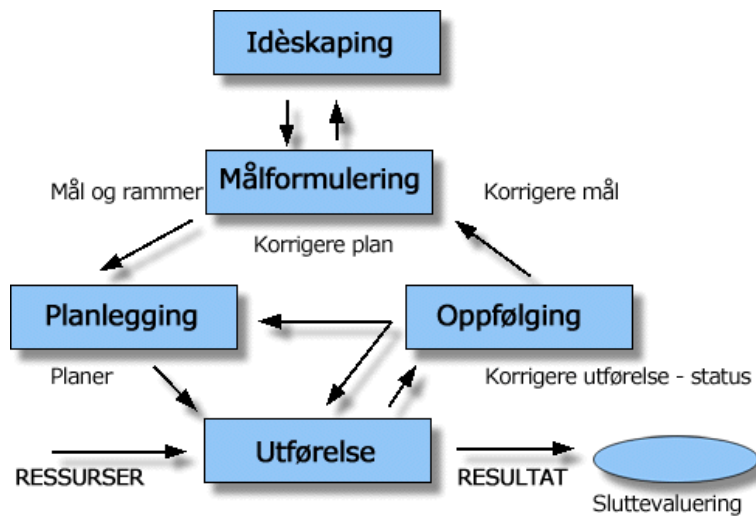 Idèskaping
Målformulering
Mål og rammer
Korrigere mål
Korrigere plan
Planlegging
Oppfølging
Planer
Korrigere utførelse - status
Utførelse
RESSURSER
RESULTAT
Sluttevaluering